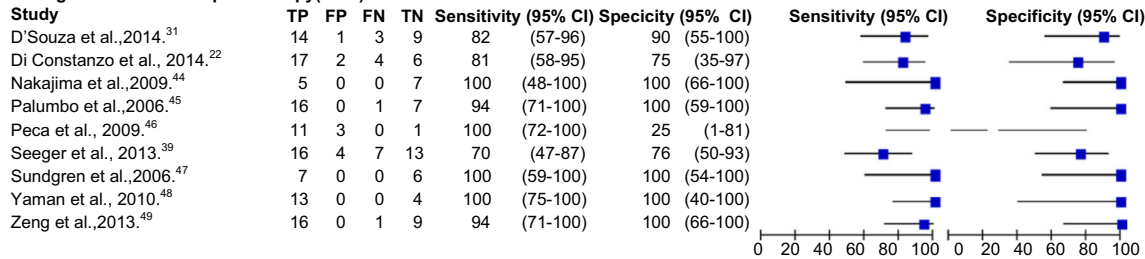 Study TP FP FN TN Sensitivity (95% CI) Specicity (95% CI) Sensitivity (95% CI) Specificity (95% CI)
D'Souza et al.,2014.31 14 1 3 9 82 (57-96) 90 (55-100)
Di Constanzo et al., 2014.22 17 2 4 6 81 (58-95) 75 (35-97)
Nakajima et al.,2009.44 5 0 0 7 100 (48-100) 100 (66-100)
Palumbo et al.,2006.45 16 0 1 7 94 (71-100) 100 (59-100)
Peca et al., 2009.46 11 3 0 1 100 (72-100) 25 (1-81)
Seeger et al., 2013.39 16 4 7 13 70 (47-87) 76 (50-93)
Sundgren et al.,2006.47 7 0 0 6 100 (59-100) 100 (54-100)
Yaman et al., 2010.48 13 0 0 4 100 (75-100) 100 (40-100)
Zeng et al.,2013.49 16 0 1 9 94 (71-100) 100 (66-100)
0 20 40 60 80 100 0 20 40 60 80 100